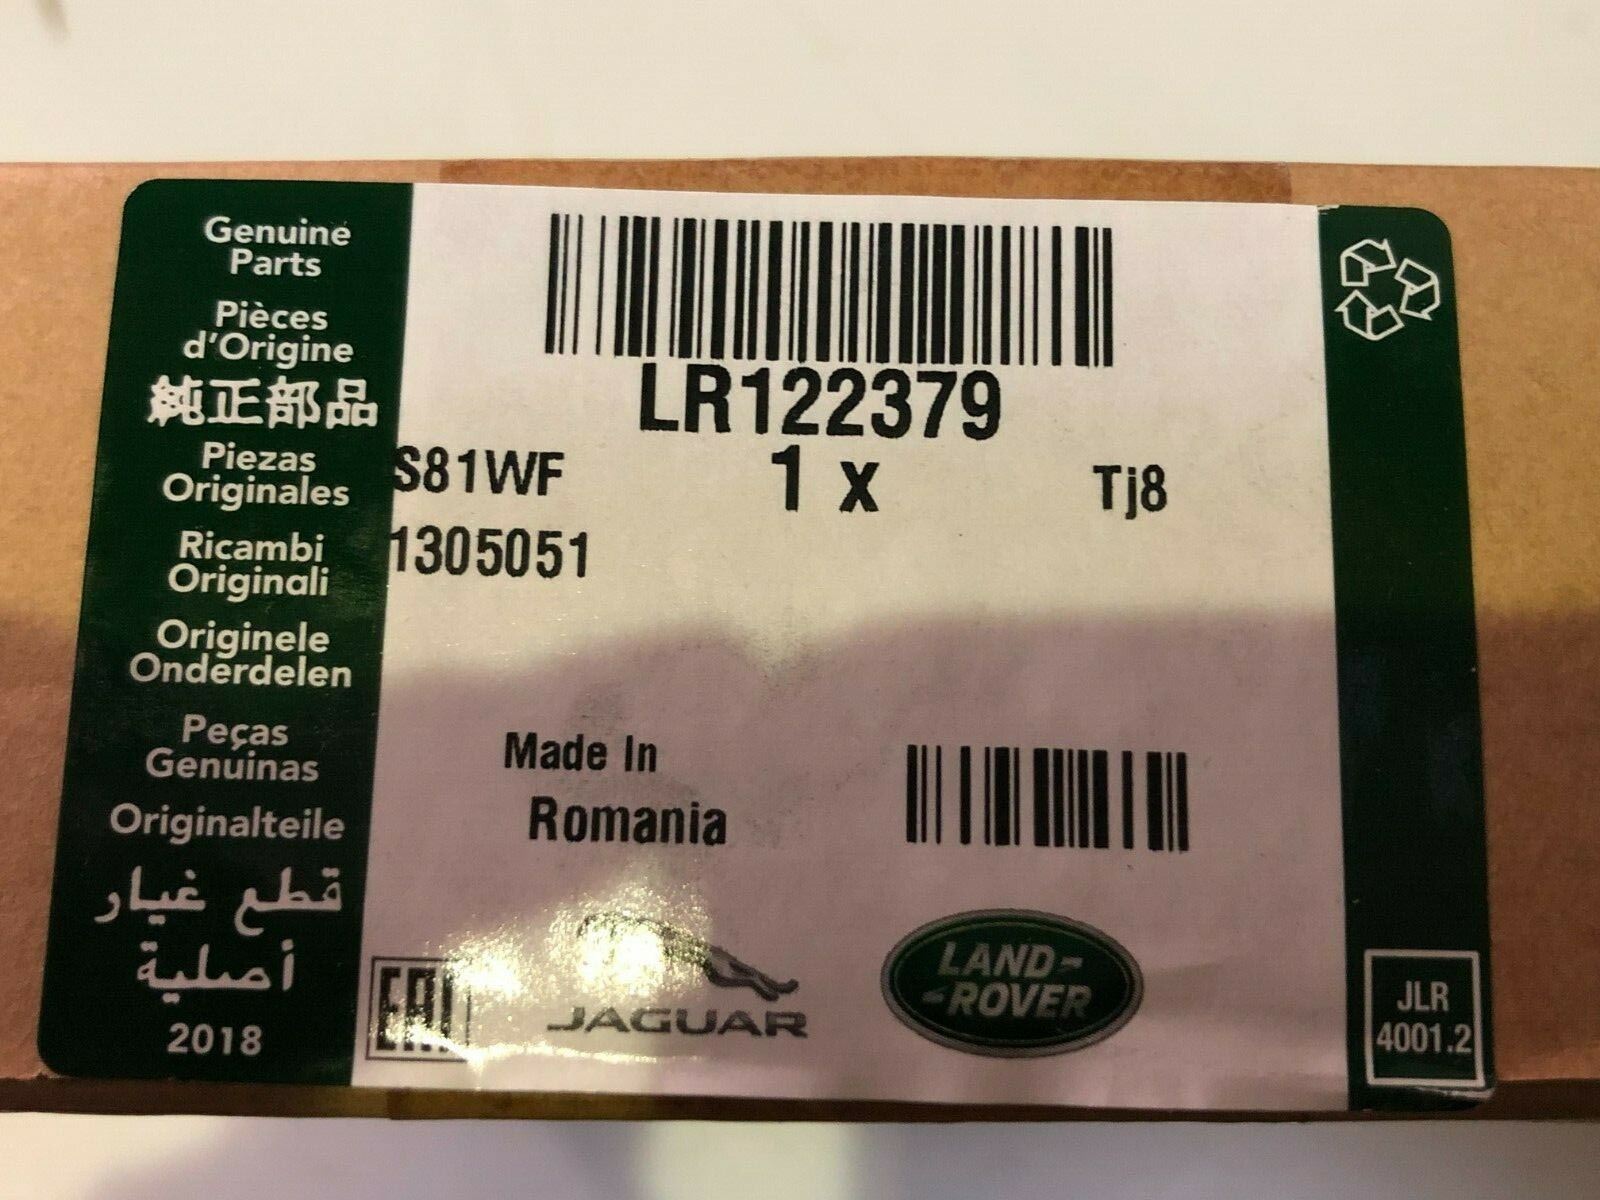 Genuine
Parts
Pièces
d'Origine
純正部品
Piezas
Originales
Ricambi
Originali
Originele
Onderdelen
Peças
Genuinas
Originalteile
قطع غيار
أصلية
2018
LR122379
S81WF
1 x
Tj8
1305051
Made In
Romania
EAC
JAGUAR
LAND-
-ROVER
JLR
4001.2